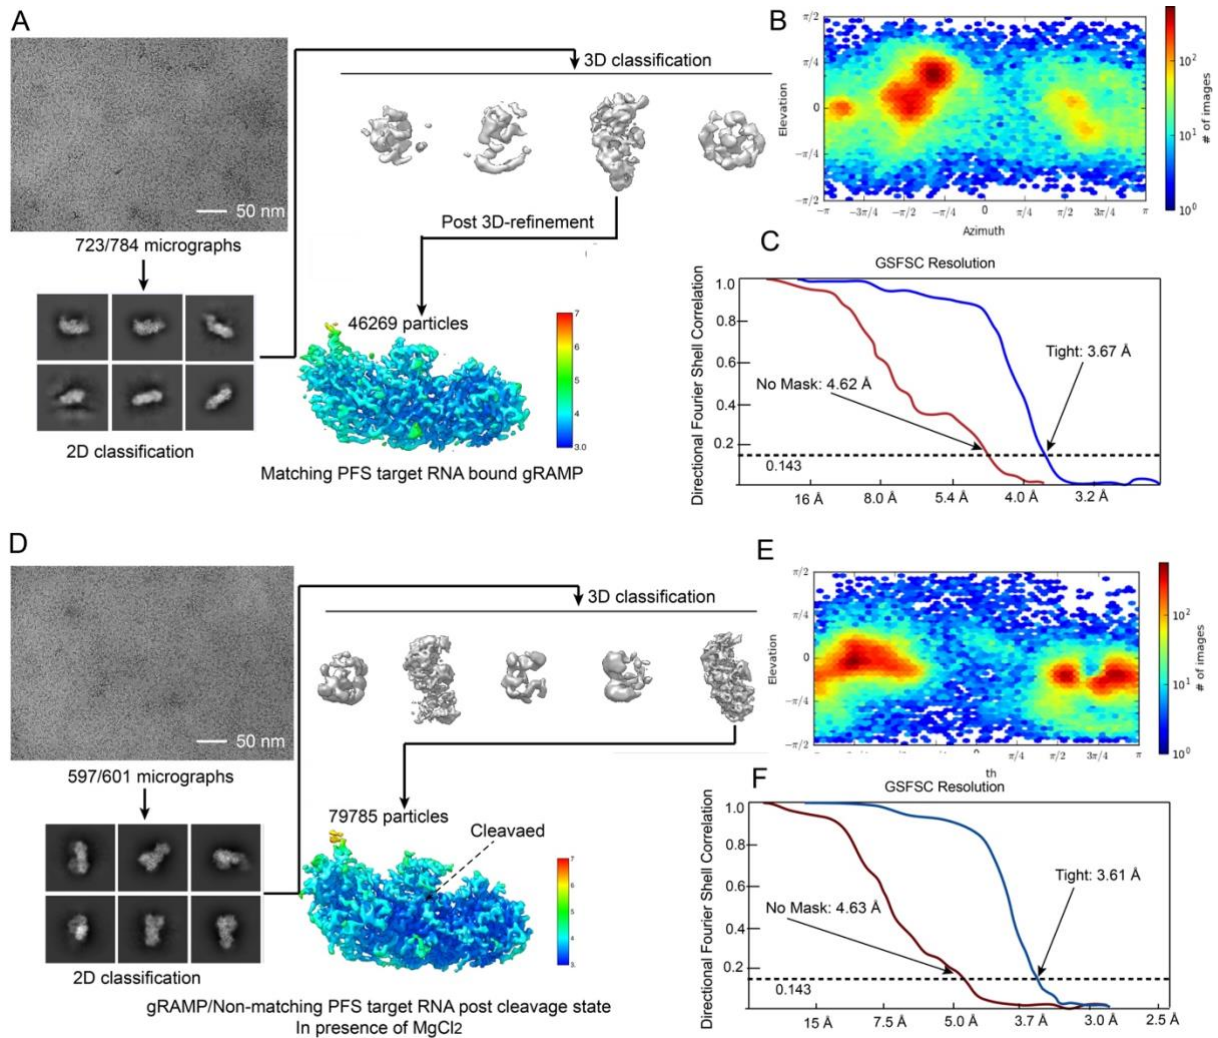 A
3D classification
50 nm
723/784 micrographs
Post 3D-refinement
46269 particles
7
6
5
4
3.0
2D classification
Matching PFS target RNA bound gRAMP
B
π/2
π/4
0
−π/4
−π/2
Elevation
−π
−3π/4
−π/2
−π/4
0
π/4
π/2
3π/4
π
Azimuth
10²
10¹
10⁰
# of images
C
GSFSC Resolution
Directional Fourier Shell Correlation
1.0
0.8
0.6
0.4
0.2
No Mask: 4.62 Å
Tight: 3.67 Å
0.143
16 Å
8.0 Å
5.4 Å
4.0 Å
3.2 Å
D
3D classification
50 nm
597/601 micrographs
79785 particles
Cleavaed
7
6
5
4
3
2D classification
gRAMP/Non-matching PFS target RNA post cleavage state
In presence of MgCl2
E
π/2
π/4
0
−π/4
−π/2
Elevation
π/4
π/2
3π/4
π
10²
10¹
10⁰
# of images
F
th
GSFSC Resolution
Directional Fourier Shell Correlation
1.0
0.8
0.6
0.4
0.2
No Mask: 4.63 Å
Tight: 3.61 Å
0.143
15 Å
7.5 Å
5.0 Å
3.7 Å
3.0 Å
2.5 Å